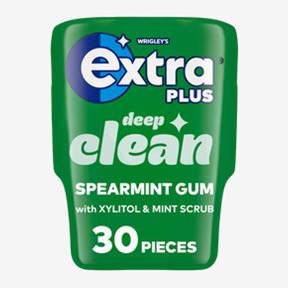 WRIGLEY'S
extra
PLUS
deep
clean
SPEARMINT GUM
with XYLITOL & MINT SCRUB
30 PIECES